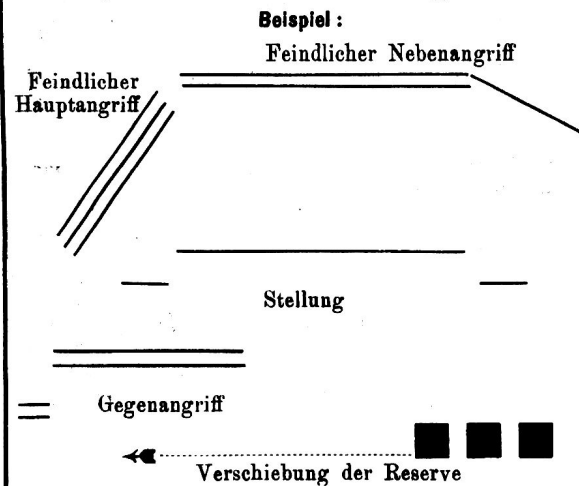 Beispiel :
Feindlicher Nebenangriff
Feindlicher
Hauptangriff
Stellung
Gegenangriff
Verschiebung der Reserve